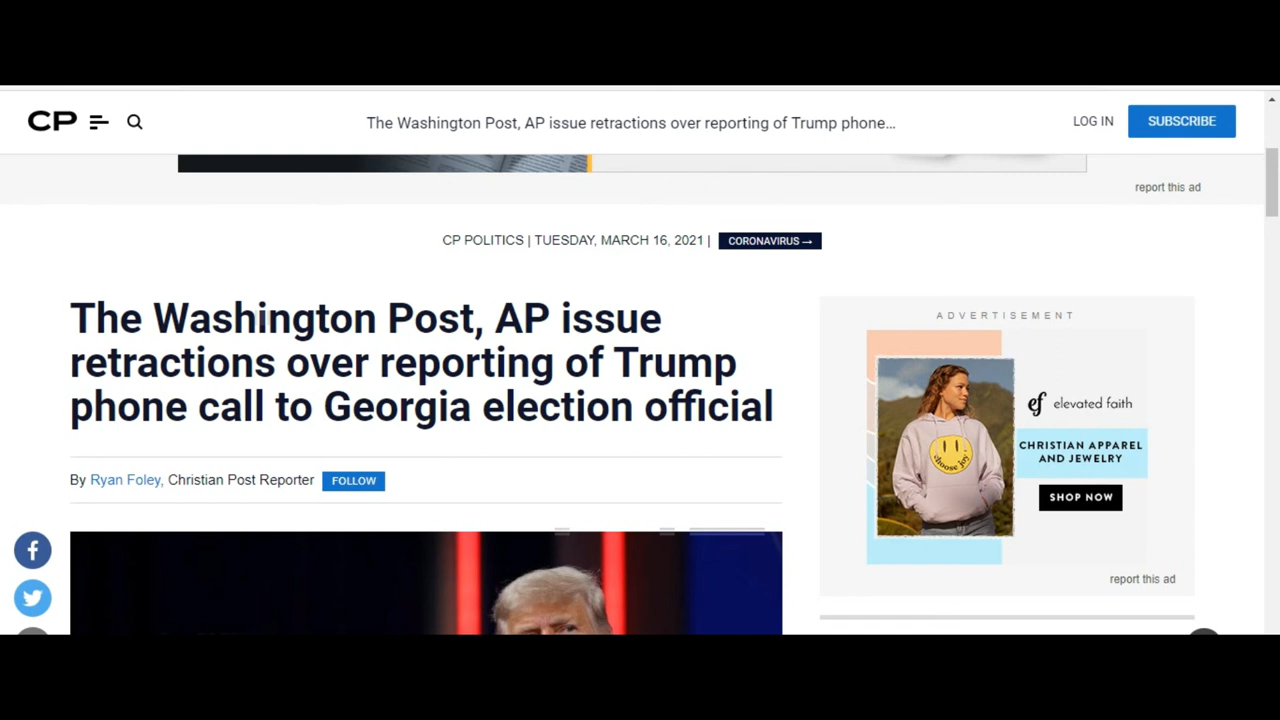 CP
The Washington Post, AP issue retractions over reporting of Trump phone...
LOG IN
SUBSCRIBE
report this ad
CP POLITICS | TUESDAY, MARCH 16, 2021 | CORONAVIRUS →
The Washington Post, AP issue
retractions over reporting of Trump
phone call to Georgia election official
By Ryan Foley, Christian Post Reporter FOLLOW
ADVERTISEMENT
choose joy
ef elevated faith
CHRISTIAN APPAREL
AND JEWELRY
SHOP NOW
report this ad